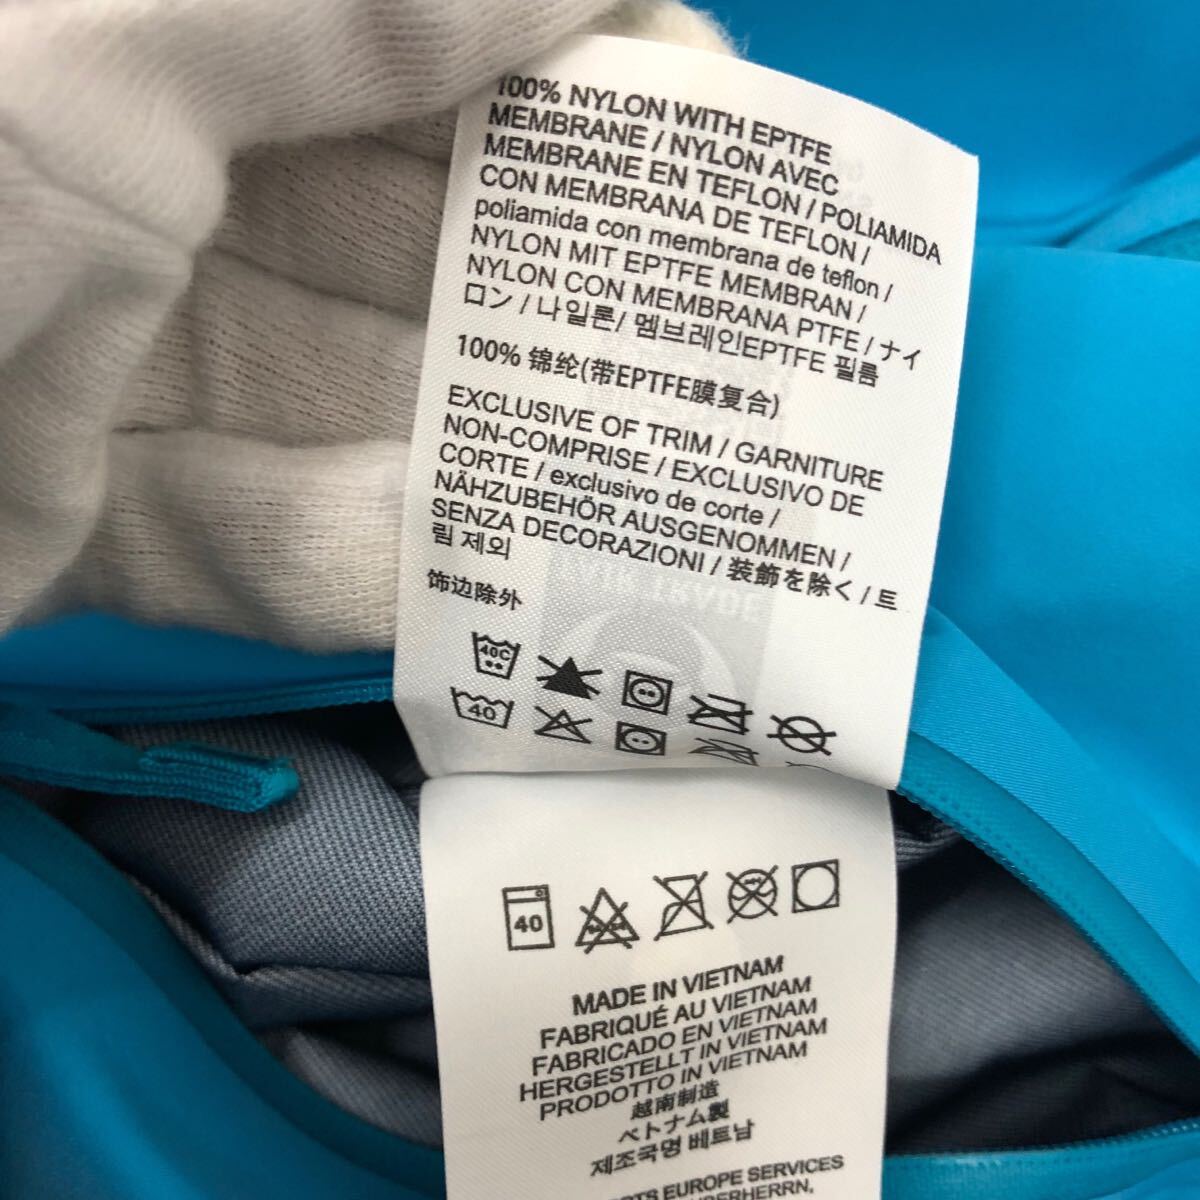 100% NYLON WITH EPTFE
MEMBRANE / NYLON AVEC
MEMBRANE EN TEFLON / POLIAMIDA
CON MEMBRANA DE TEFLON /
poliamida con membrana de teflon /
NYLON MIT EPTFE MEMBRAN /
NYLON CON MEMBRANA PTFE / ナイ
ロン / 나일론/ 멤브레인EPTFE 필름
100% 锦纶(带EPTFE膜复合)
EXCLUSIVE OF TRIM / GARNITURE
NON-COMPRISE / EXCLUSIVO DE
CORTE / exclusivo de corte /
NÄHZUBEHÖR AUSGENOMMEN /
SENZA DECORAZIONI / 装飾を除く / 트
림 제외
饰边除外
40C
40
40
MADE IN VIETNAM
FABRIQUÉ AU VIETNAM
FABRICADO EN VIETNAM
HERGESTELLT IN VIETNAM
PRODOTTO IN VIETNAM
越南制造
ベトナム製
제조국명 베트남
EUROPE SERVICES